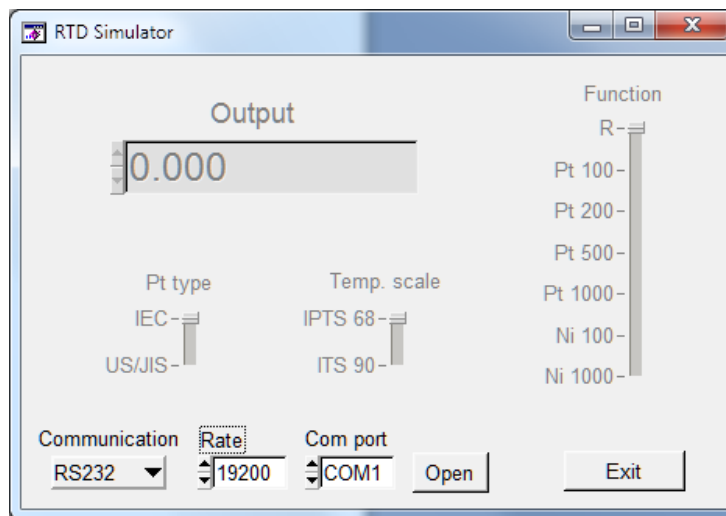 RTD Simulator
Output
0.000
Function
R
Pt 100
Pt 200
Pt 500
Pt 1000
Ni 100
Ni 1000
Pt type
IEC
US/JIS
Temp. scale
IPTS 68
ITS 90
Communication
RS232
Rate
19200
Com port
COM1
Open
Exit